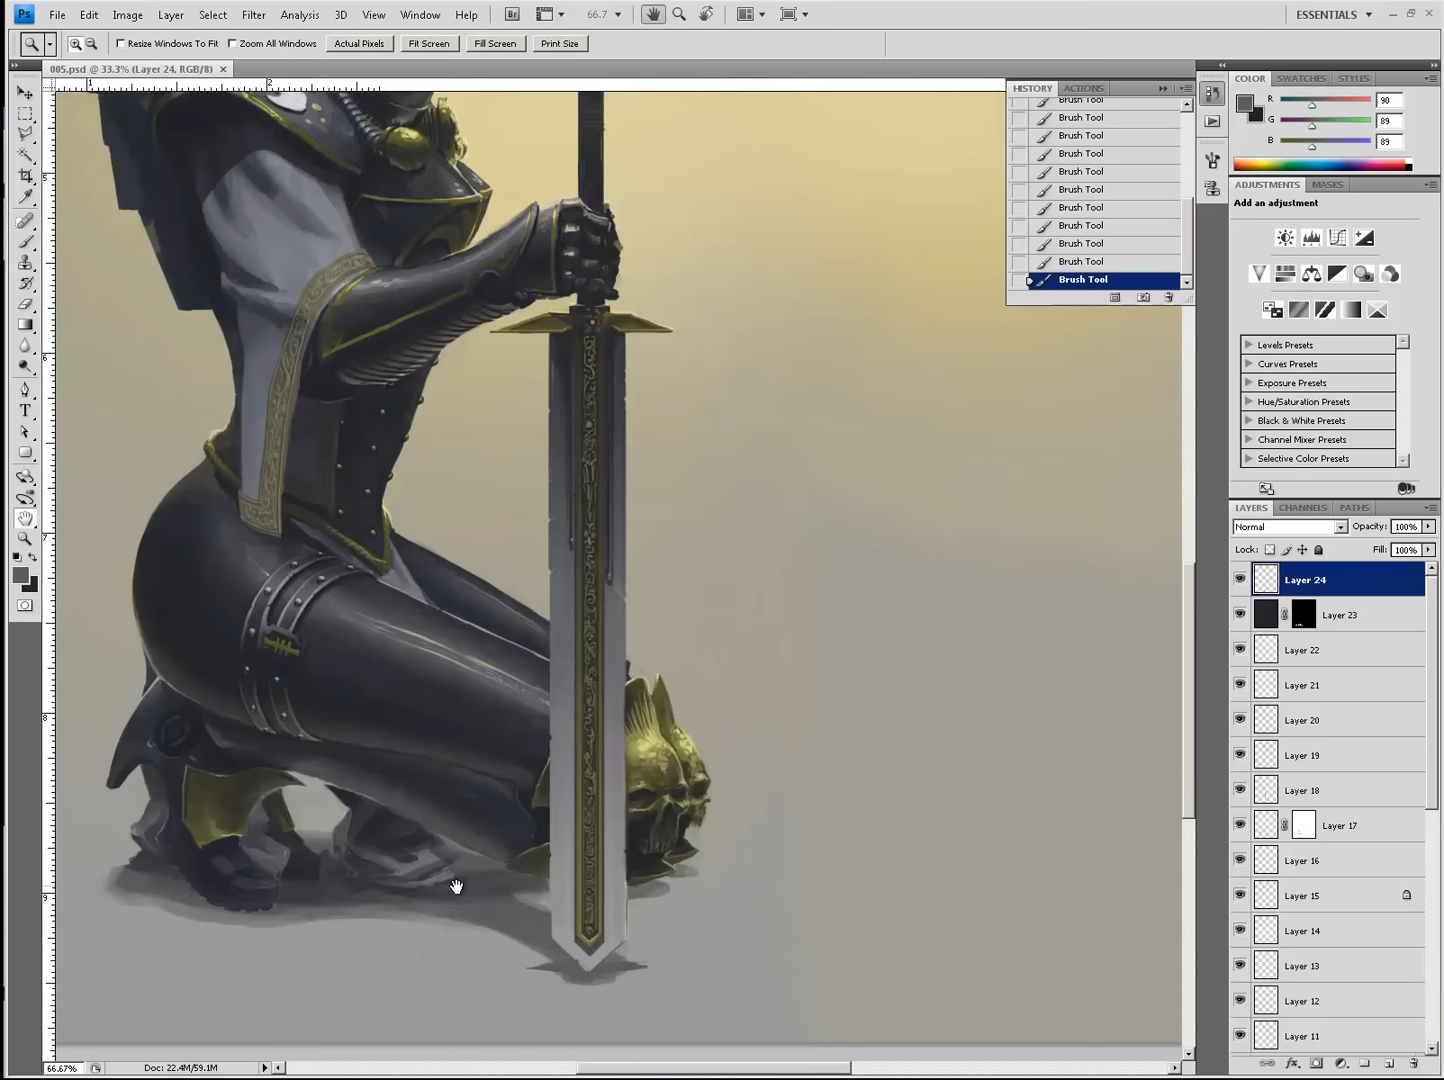 Ps File Edit Image Layer Select Filter Analysis 3D View Window Help Br 66.7 ESSENTIALS
Resize Windows To Fit Zoom All Windows Actual Pixels Fit Screen Fill Screen Print Size
005.psd @ 33.3% (Layer 24, RGB/8) x
1 2
5
6
7
8
9
HISTORY ACTIONS
Brush Tool
Brush Tool
Brush Tool
Brush Tool
Brush Tool
Brush Tool
Brush Tool
Brush Tool
Brush Tool
Brush Tool
Brush Tool
COLOR SWATCHES STYLES
R 90
G 89
B 89
ADJUSTMENTS MASKS
Add an adjustment
Levels Presets
Curves Presets
Exposure Presets
Hue/Saturation Presets
Black & White Presets
Channel Mixer Presets
Selective Color Presets
LAYERS CHANNELS PATHS
Normal Opacity: 100%
Lock: Fill: 100%
Layer 24
Layer 23
Layer 22
Layer 21
Layer 20
Layer 19
Layer 18
Layer 17
Layer 16
Layer 15
Layer 14
Layer 13
Layer 12
Layer 11
66.67% Doc: 22.4M/59.1M